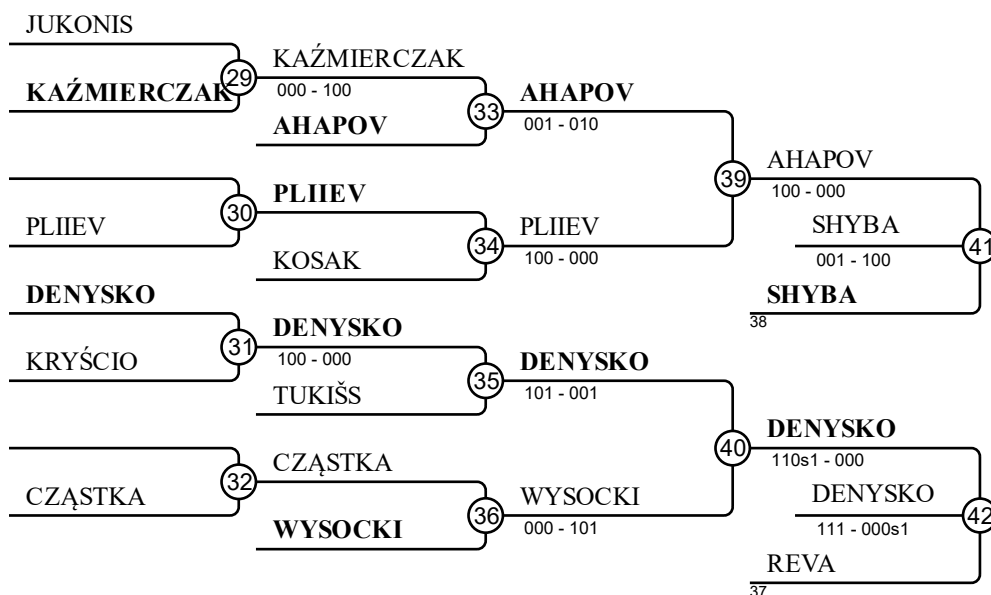 JUKONIS
KAŹMIERCZAK
29
KAŹMIERCZAK
000 - 100
AHAPOV
33
AHAPOV
001 - 010
PLIIEV
30
PLIIEV
KOSAK
34
PLIIEV
100 - 000
39
AHAPOV
100 - 000
SHYBA
001 - 100
41
SHYBA
38
DENYSKO
KRYŚCIO
31
DENYSKO
100 - 000
TUKIŠS
35
DENYSKO
101 - 001
CZĄSTKA
32
CZĄSTKA
WYSOCKI
36
WYSOCKI
000 - 101
40
DENYSKO
110s1 - 000
DENYSKO
111 - 000s1
42
REVA
37